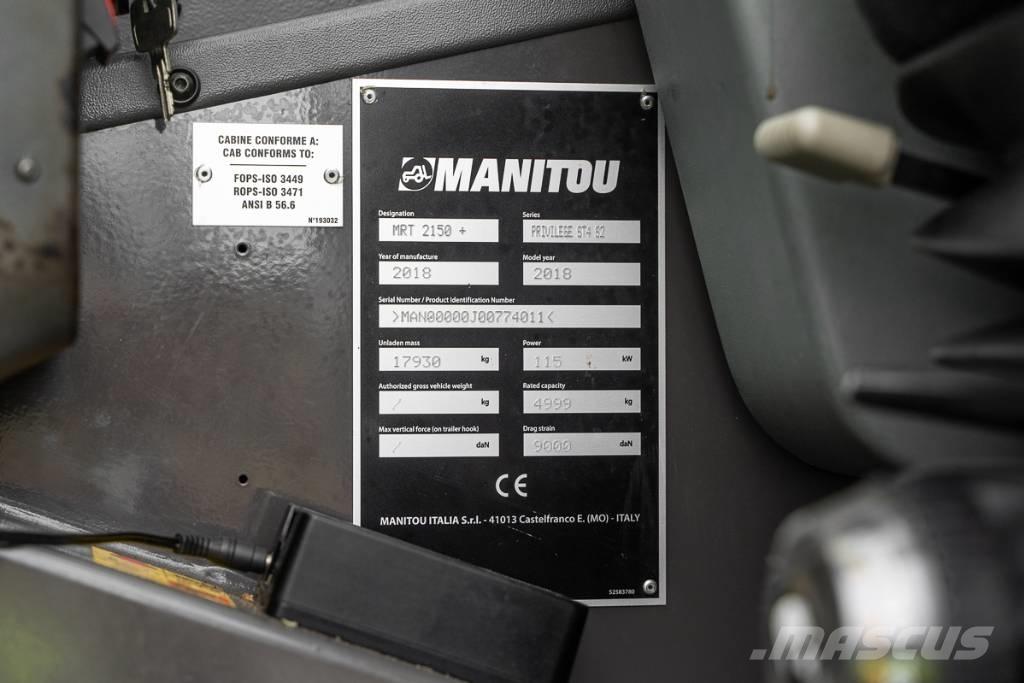 CABINE CONFORME A:
CAB CONFORMS TO:
FOPS-ISO 3449
ROPS-ISO 3471
ANSI B 56.6
N°193032
MANITOU
Designation
MRT 2150 +
Series
PRIVILEGE ST4 S2
Year of manufacture
2018
Model year
2018
Serial Number / Product Identification Number
>MAN00000J00774011<
Unladen mass
17930 kg
Power
115 kW
Authorized gross vehicle weight
/ kg
Rated capacity
4999 kg
Max vertical force (on trailer hook)
/ daN
Drag strain
9000 daN
CE
MANITOU ITALIA S.r.l. - 41013 Castelfranco E. (MO) - ITALY
52583780
MASCUS